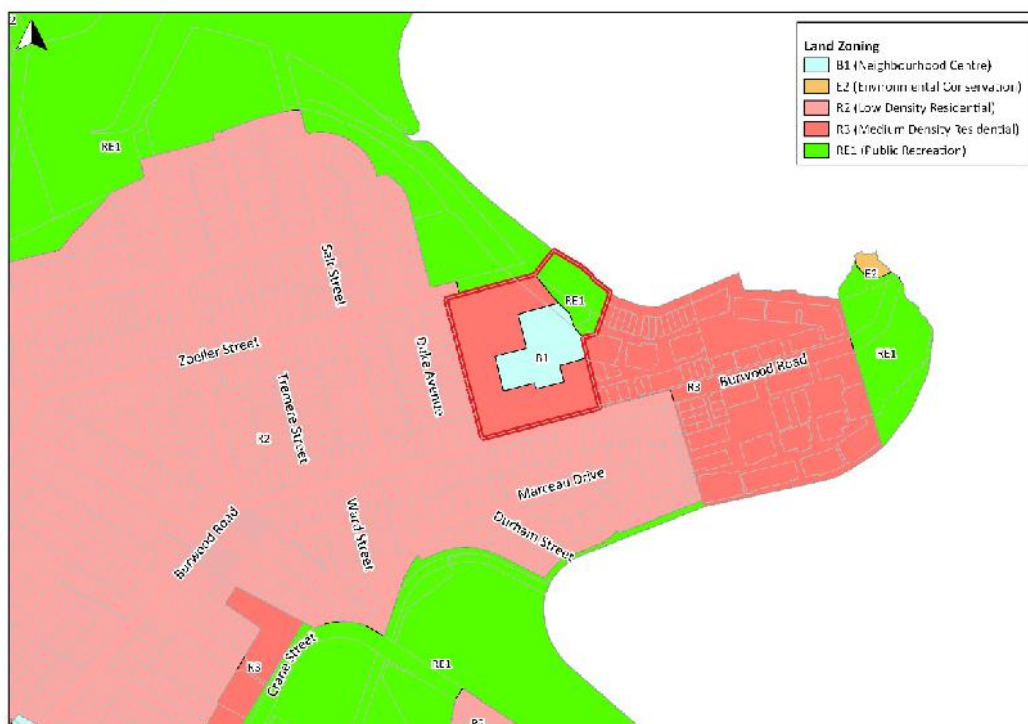 2
Land Zoning
B1 (Neighbourhood Centre)
E2 (Environmental Conservation)
R2 (Low Density Residential)
R3 (Medium Density Residential)
RE1 (Public Recreation)
RE1
Salt Street
E2
RE1
Zoeller Street
Duke Avenue
B1
RE1
Burwood Road
R3
Tremere Street
R2
Marceau Drive
Ward Street
Durham Street
Burwood Road
R3
Crane Street
RE1